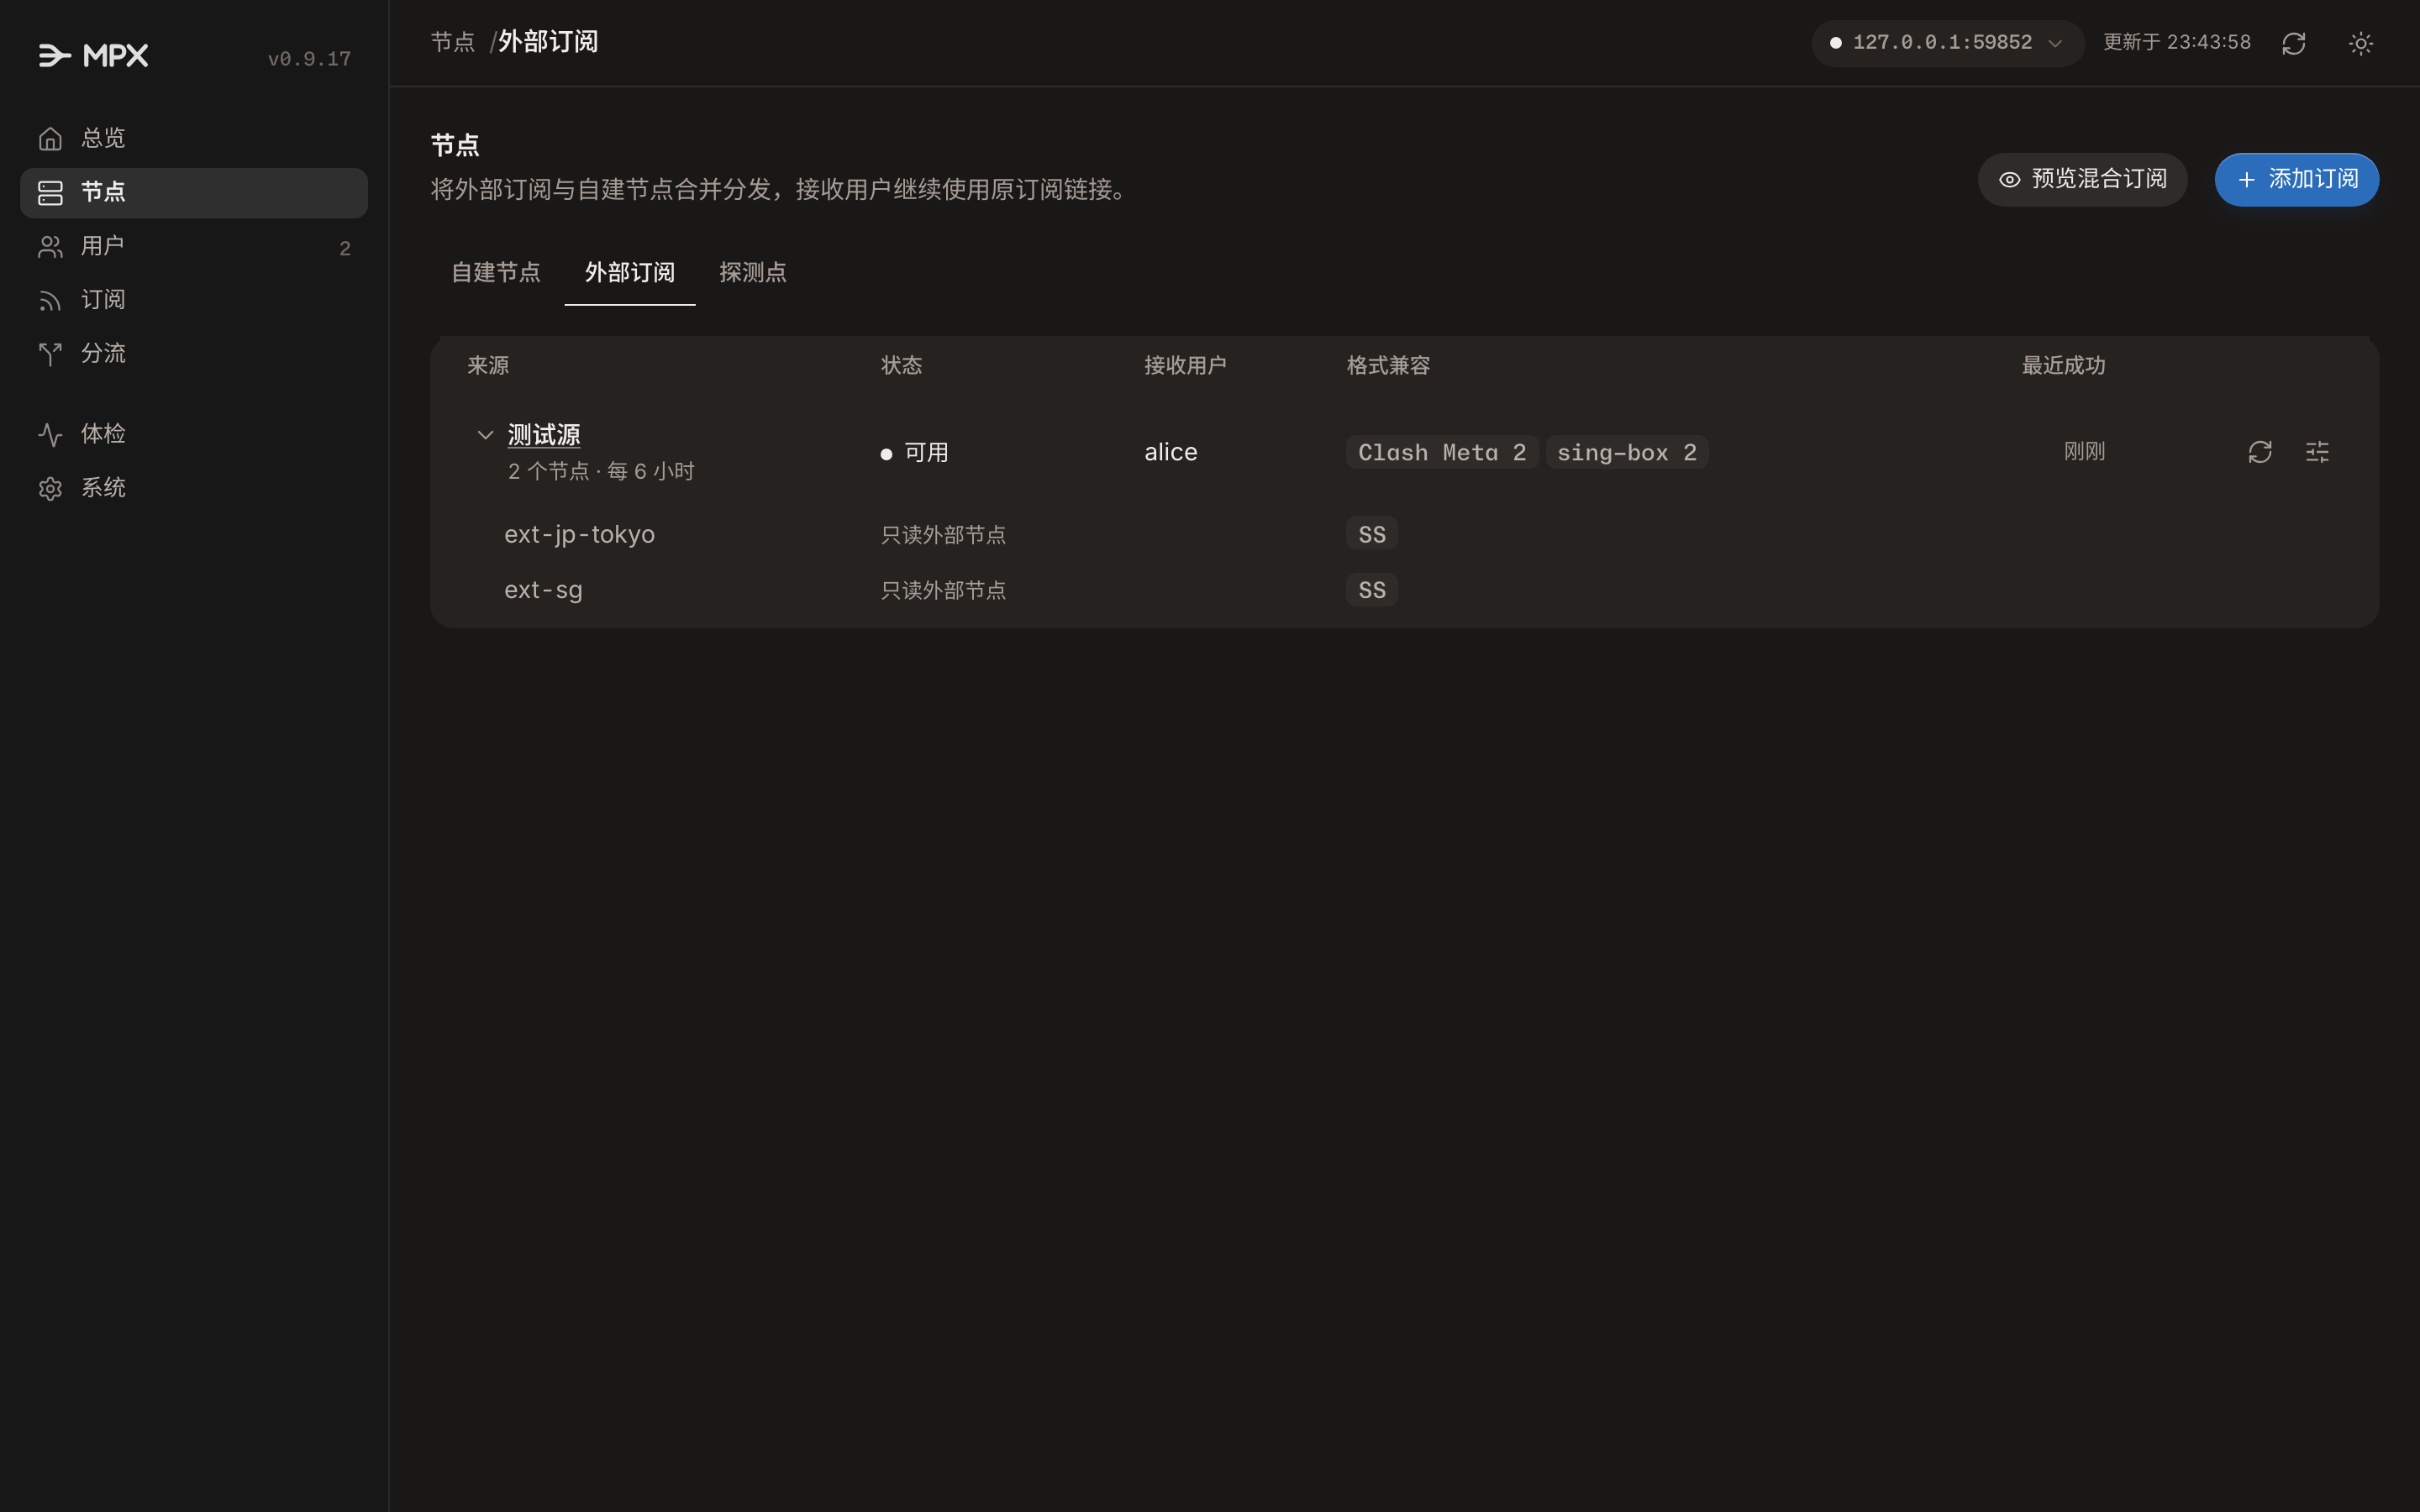 MPX
v0.9.17
总览
节点
用户 2
订阅
分流
体检
系统
节点 /外部订阅
127.0.0.1:59852
更新于 23:43:58
节点
将外部订阅与自建节点合并分发，接收用户继续使用原订阅链接。
预览混合订阅
添加订阅
自建节点 外部订阅 探测点
来源 状态 接收用户 格式兼容 最近成功
测试源
2 个节点 · 每 6 小时
可用 alice Clash Meta 2 sing-box 2 刚刚
ext-jp-tokyo 只读外部节点 SS
ext-sg 只读外部节点 SS